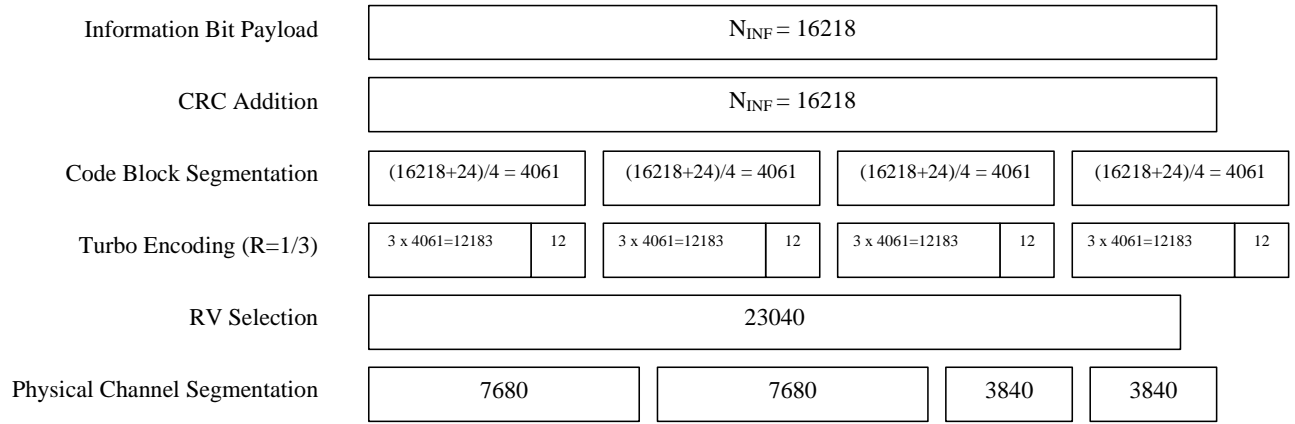 Information Bit Payload NINF = 16218
CRC Addition NINF = 16218
Code Block Segmentation (16218+24)/4 = 4061 (16218+24)/4 = 4061 (16218+24)/4 = 4061 (16218+24)/4 = 4061
Turbo Encoding (R=1/3) 3 x 4061=12183 12 3 x 4061=12183 12 3 x 4061=12183 12 3 x 4061=12183 12
RV Selection 23040
Physical Channel Segmentation 7680 7680 3840 3840